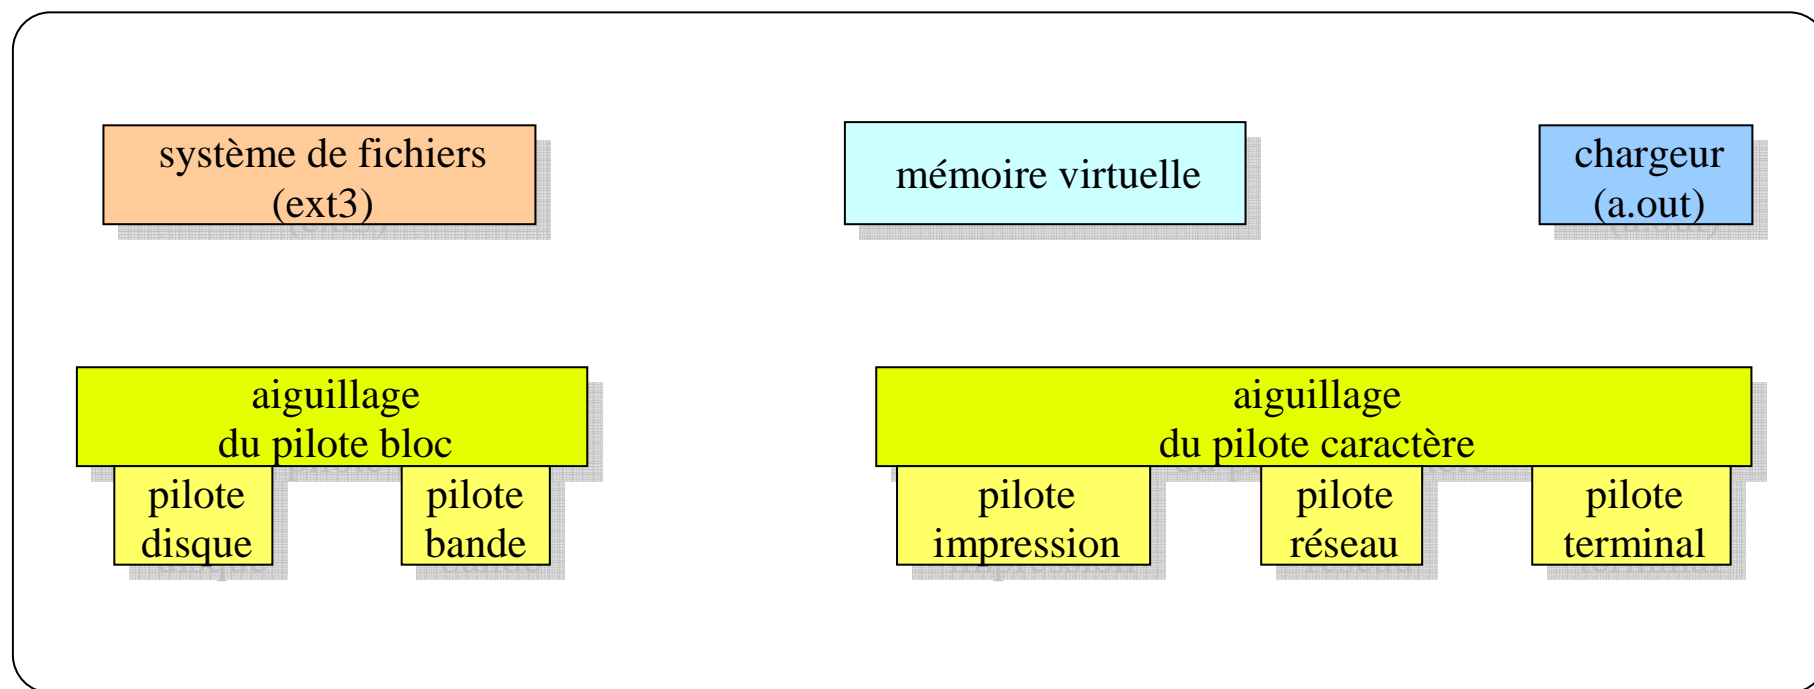 système de fichiers
(ext3)
mémoire virtuelle
chargeur
(a.out)
aiguillage
du pilote bloc
aiguillage
du pilote caractère
pilote
disque
pilote
bande
pilote
impression
pilote
réseau
pilote
terminal